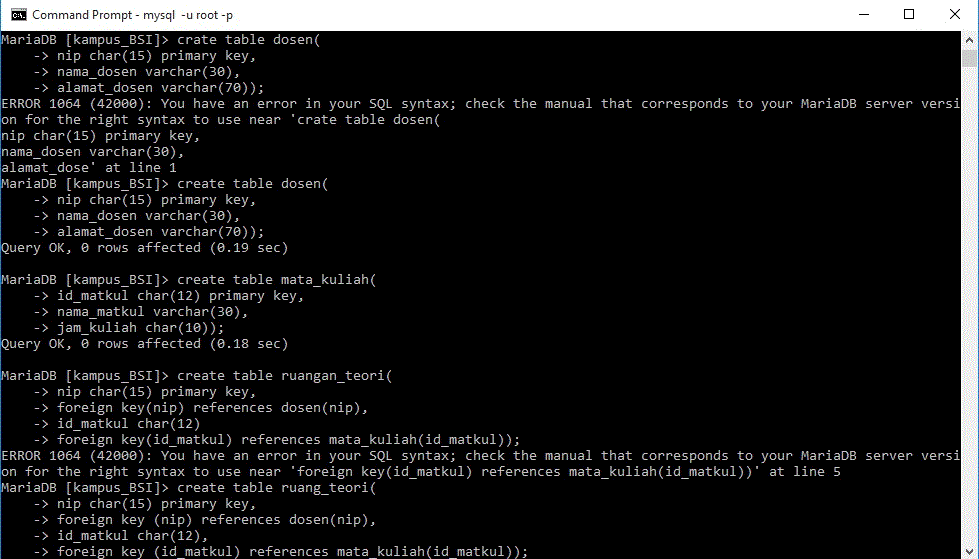 Command Prompt - mysql  -u root -p
MariaDB [kampus_BSI]> crate table dosen(
    -> nip char(15) primary key,
    -> nama_dosen varchar(30),
    -> alamat_dosen varchar(70));
ERROR 1064 (42000): You have an error in your SQL syntax; check the manual that corresponds to your MariaDB server versi
on for the right syntax to use near 'crate table dosen(
nip char(15) primary key,
nama_dosen varchar(30),
alamat_dose' at line 1
MariaDB [kampus_BSI]> create table dosen(
    -> nip char(15) primary key,
    -> nama_dosen varchar(30),
    -> alamat_dosen varchar(70));
Query OK, 0 rows affected (0.19 sec)

MariaDB [kampus_BSI]> create table mata_kuliah(
    -> id_matkul char(12) primary key,
    -> nama_matkul varchar(30),
    -> jam_kuliah char(10));
Query OK, 0 rows affected (0.18 sec)

MariaDB [kampus_BSI]> create table ruangan_teori(
    -> nip char(15) primary key,
    -> foreign key(nip) references dosen(nip),
    -> id_matkul char(12)
    -> foreign key(id_matkul) references mata_kuliah(id_matkul));
ERROR 1064 (42000): You have an error in your SQL syntax; check the manual that corresponds to your MariaDB server versi
on for the right syntax to use near 'foreign key(id_matkul) references mata_kuliah(id_matkul))' at line 5
MariaDB [kampus_BSI]> create table ruang_teori(
    -> nip char(15) primary key,
    -> foreign key (nip) references dosen(nip),
    -> id_matkul char(12),
    -> foreign key (id_matkul) references mata_kuliah(id_matkul));